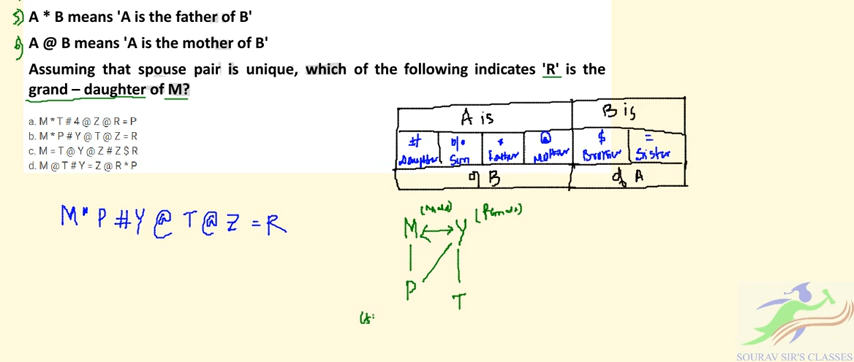 5) A * B means 'A is the father of B'
6) A @ B means 'A is the mother of B'
Assuming that spouse pair is unique, which of the following indicates 'R' is the
grand – daughter of M?
a. M*T#4@Z@R=P
b. M*P#Y@T@Z=R
c. M=T@Y@Z#Z$R
d. M@T#Y=Z@R*P
A is B is
# % * @ $ =
Daughter Son Father Mother Brother Sister
of B of A
M* P #Y @ T @ Z = R
(Male) (Female)
M ↔ Y
P T
SOURAV SIR'S CLASSES